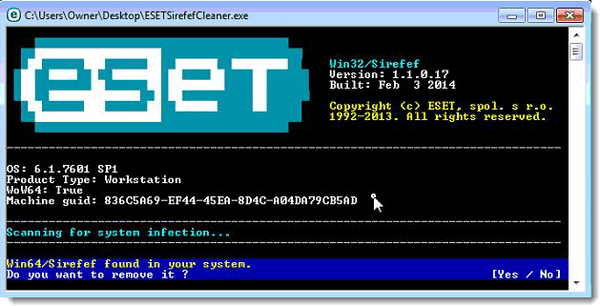 C:\Users\Owner\Desktop\ESETSirefefCleaner.exe
eseT
Win32/Sirefef
Version: 1.1.0.17
Built: Feb 3 2014
Copyright (c) ESET, spol. s r.o.
1992-2013. All rights reserved.
OS: 6.1.7601 SP1
Product Type: Workstation
WoW64: True
Machine guid: 836C5A69-EF44-45EA-8D4C-A04DA79CB5AD
Scanning for system infection...
Win64/Sirefef found in your system.
Do you want to remove it ? [Yes / No]